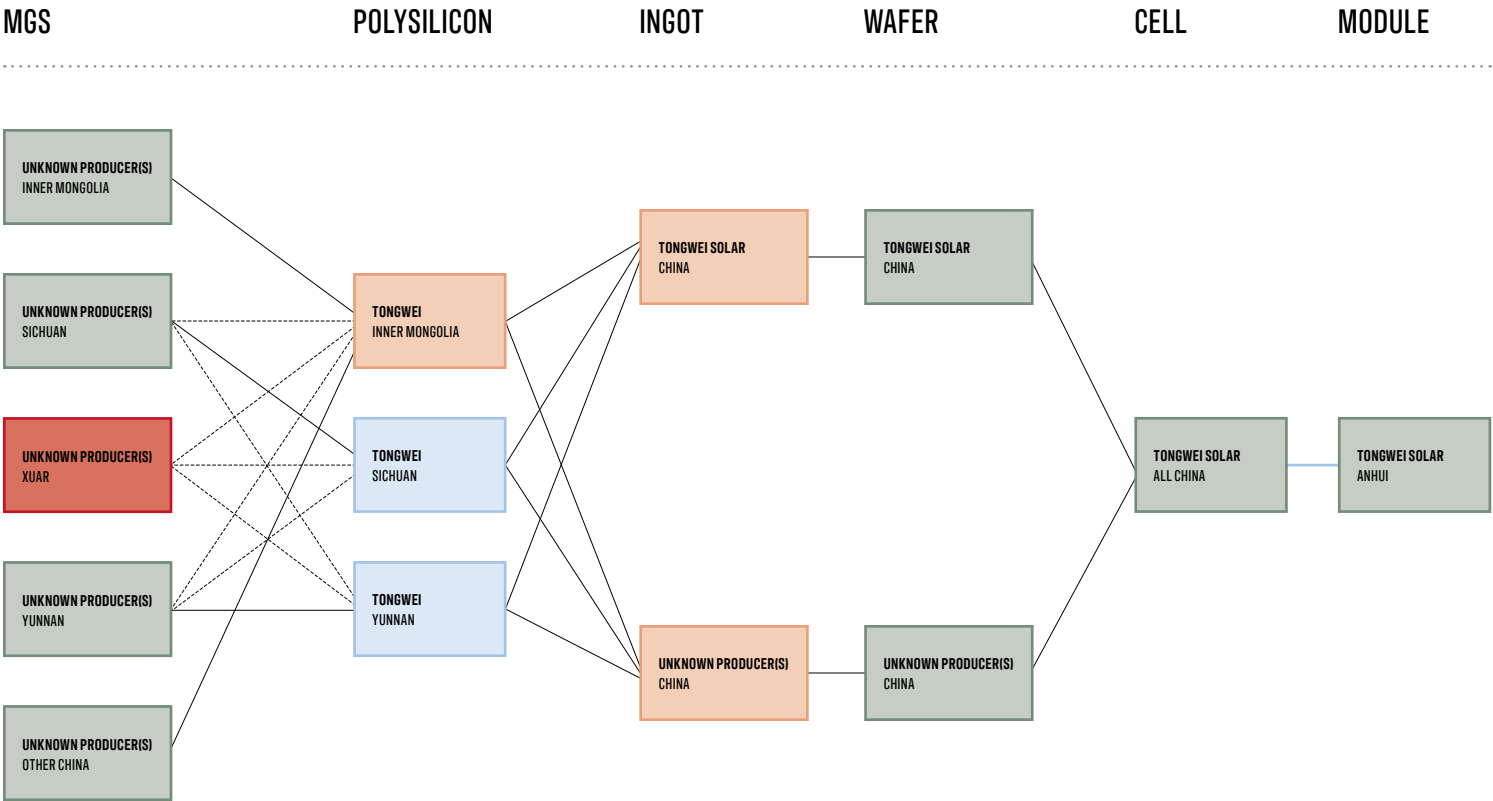 MGS
POLYSILICON
INGOT
WAFER
CELL
MODULE
UNKNOWN PRODUCER(S)
INNER MONGOLIA
UNKNOWN PRODUCER(S)
SICHUAN
UNKNOWN PRODUCER(S)
XUAR
UNKNOWN PRODUCER(S)
YUNNAN
UNKNOWN PRODUCER(S)
OTHER CHINA
TONGWEI
INNER MONGOLIA
TONGWEI
SICHUAN
TONGWEI
YUNNAN
TONGWEI SOLAR
CHINA
UNKNOWN PRODUCER(S)
CHINA
TONGWEI SOLAR
CHINA
UNKNOWN PRODUCER(S)
CHINA
TONGWEI SOLAR
ALL CHINA
TONGWEI SOLAR
ANHUI